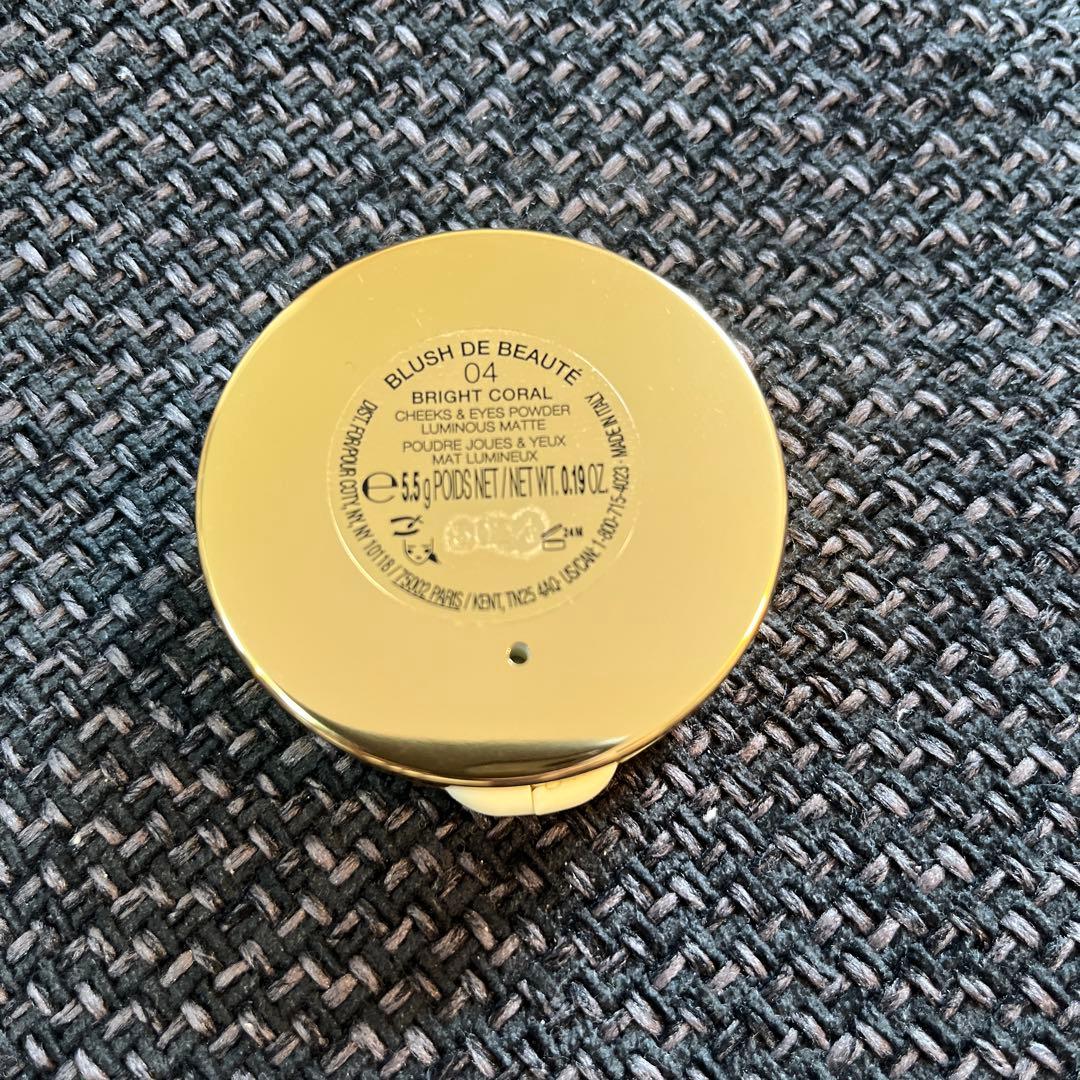 BLUSH DE BEAUTÉ
04
BRIGHT CORAL
CHEEKS & EYES POWDER
LUMINOUS MATTE
POUDRE JOUES & YEUX
MAT LUMINEUX
e 5.5 g POIDS NET / NET WT. 0.19 OZ.
24M
DIST FOR/POUR COTY, NY, NY 10118 / 75002 PARIS / KENT, TN25 4AQ· US/CAN: 1-800-715-4023 MADE IN ITALY